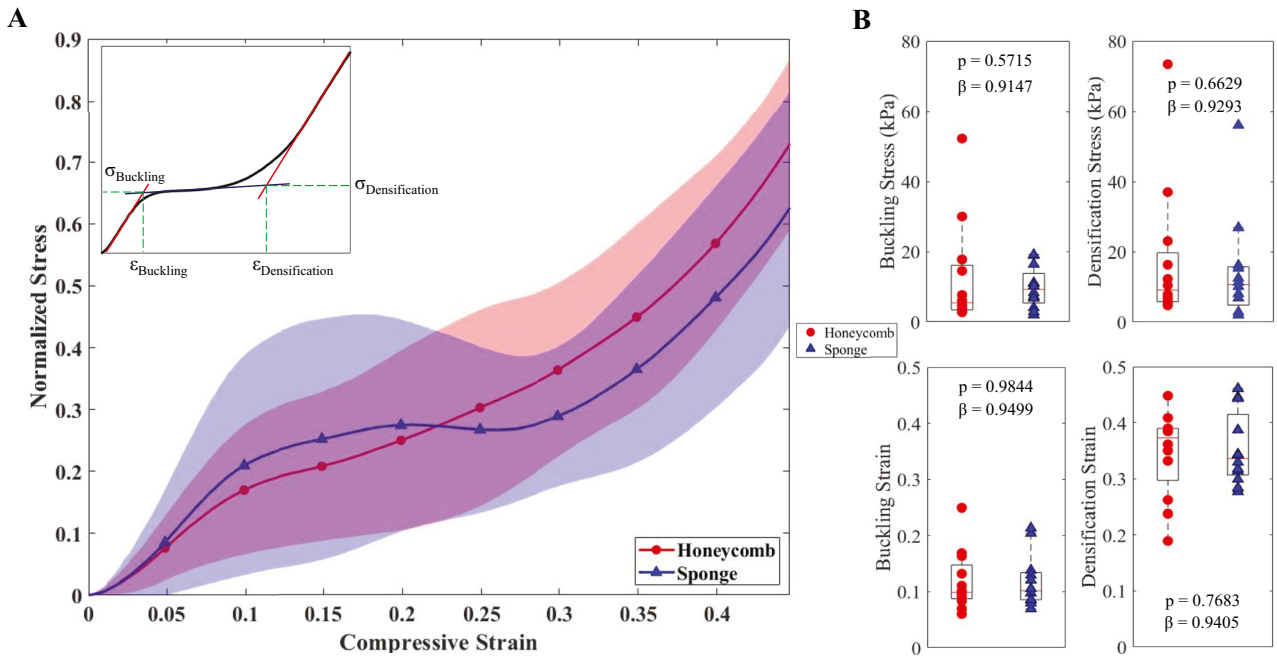 A
B
0.9
0.8
0.7
0.6
0.5
0.4
0.3
0.2
0.1
0
Normalized Stress
σBuckling
σDensification
εBuckling
εDensification
Honeycomb
Sponge
0
0.05
0.1
0.15
0.2
0.25
0.3
0.35
0.4
Compressive Strain
80
60
40
20
0
Buckling Stress (kPa)
p = 0.5715
β = 0.9147
80
60
40
20
0
Densification Stress (kPa)
p = 0.6629
β = 0.9293
Honeycomb
Sponge
0.5
0.4
0.3
0.2
0.1
0
Buckling Strain
p = 0.9844
β = 0.9499
0.5
0.4
0.3
0.2
0.1
0
Densification Strain
p = 0.7683
β = 0.9405